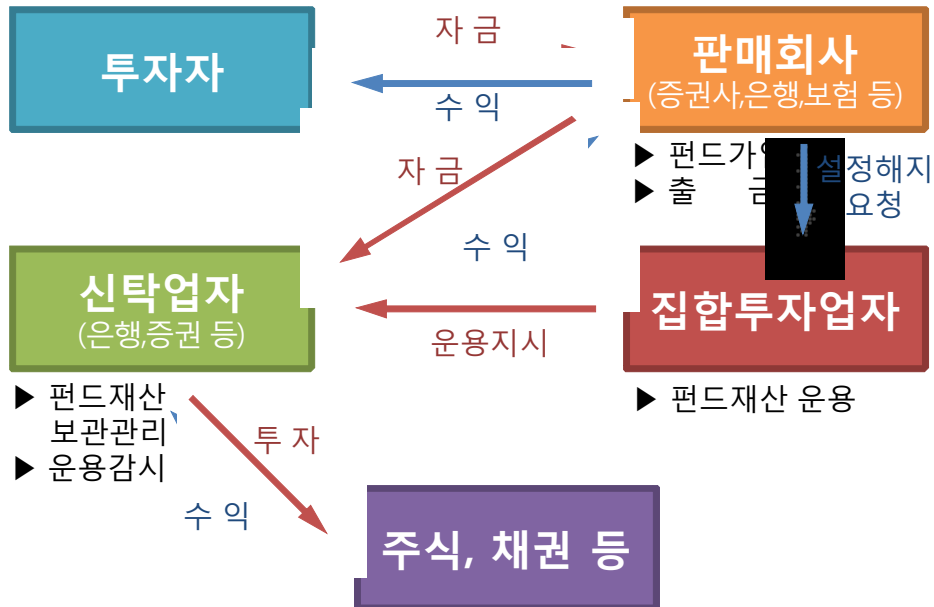 자 금
투자자
판매회사
(증권사,은행,보험 등)
수 익
▶ 펀드가
▶ 출 금
설정해지
요청
자 금
수 익
신탁업자
(은행,증권 등)
집합투자업자
운용지시
▶ 펀드재산
보관관리
▶ 운용감시
▶ 펀드재산 운용
투 자
수 익
주식, 채권 등